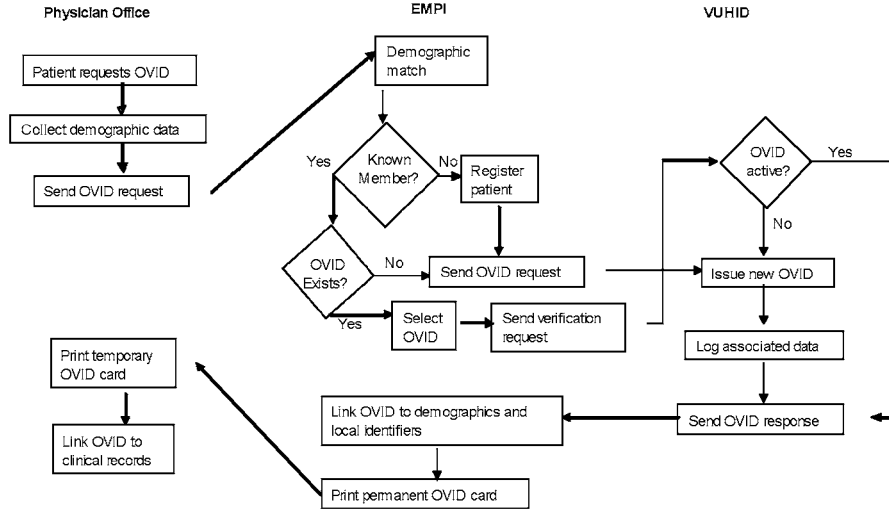 Physician Office
EMPI
VUHID
Patient requests OVID
Collect demographic data
Send OVID request
Demographic
match
Known
Member?
Yes
No
Register
patient
OVID
Exists?
No
Send OVID request
Yes
Select
OVID
Send verification
request
OVID
active?
Yes
No
Issue new OVID
Log associated data
Send OVID response
Link OVID to demographics and
local identifiers
Print permanent OVID card
Print temporary
OVID card
Link OVID to
clinical records